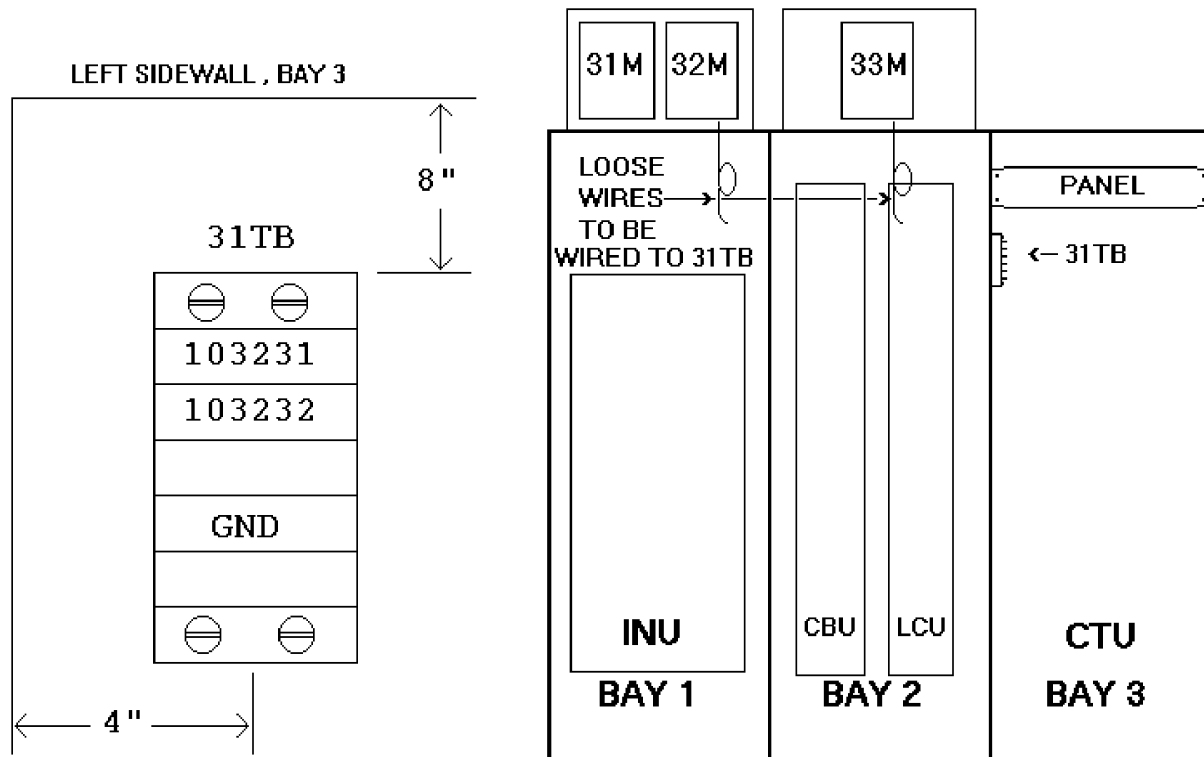 LEFT SIDEWALL , BAY 3
8"
31TB
103231
103232
GND
4"
31M 32M 33M
LOOSE
WIRES
TO BE
WIRED TO 31TB
PANEL
31TB
INU CBU LCU CTU
BAY 1 BAY 2 BAY 3